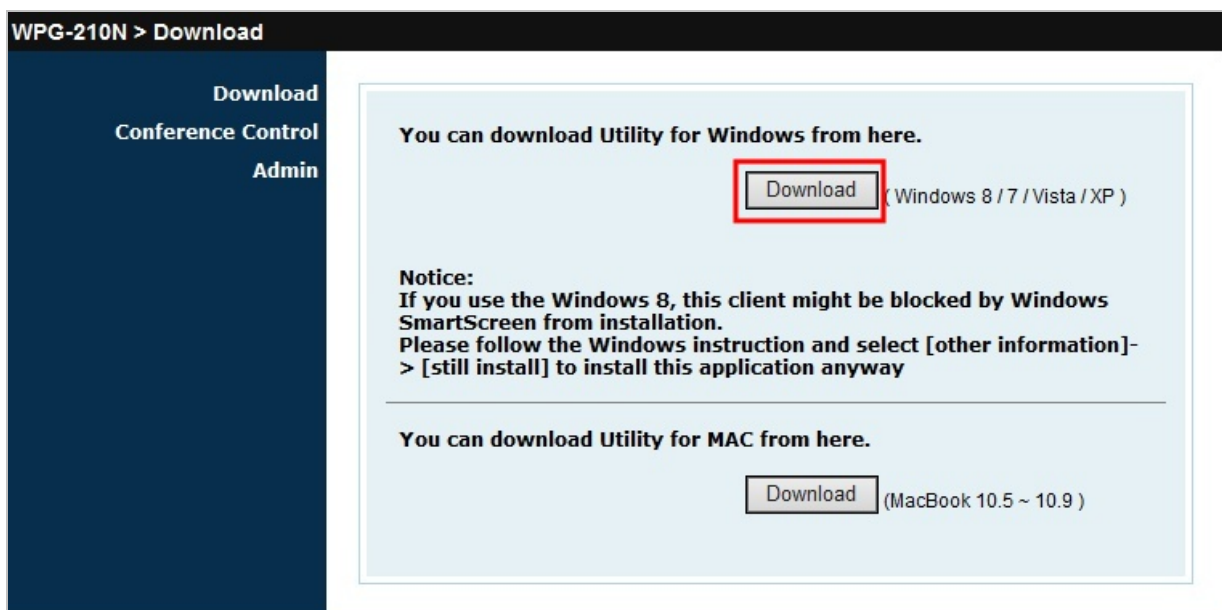 WPG-210N > Download
Download
Conference Control
Admin
You can download Utility for Windows from here.
Download ( Windows 8 / 7 / Vista / XP )
Notice:
If you use the Windows 8, this client might be blocked by Windows
SmartScreen from installation.
Please follow the Windows instruction and select [other information]-
> [still install] to install this application anyway
You can download Utility for MAC from here.
Download (MacBook 10.5 ~ 10.9 )